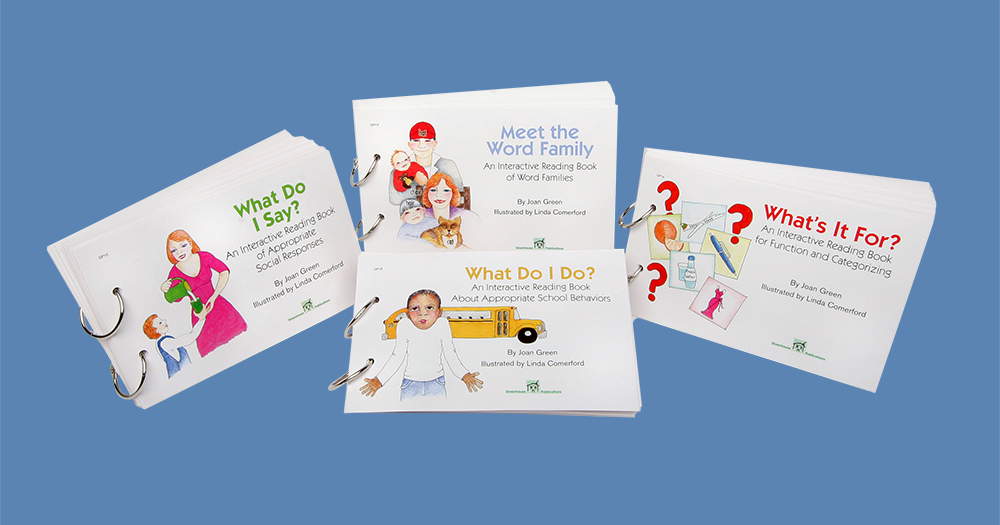 What Do
I Say?
An Interactive Reading Book
of Appropriate
Social Responses
By Joan Green
Illustrated by Linda Comerford
Greenhouse Publications
Meet the
Word Family
An Interactive Reading Book
of Word Families
By Joan Green
Illustrated by Linda Comerford
Greenhouse Publications
What Do I Do?
An Interactive Reading Book
About Appropriate School Behaviors
By Joan Green
Illustrated by Linda Comerford
Greenhouse Publications
What's It For?
An Interactive Reading Book
for Function and Categorizing
By Joan Green
Illustrated by Linda Comerford
Greenhouse Publications